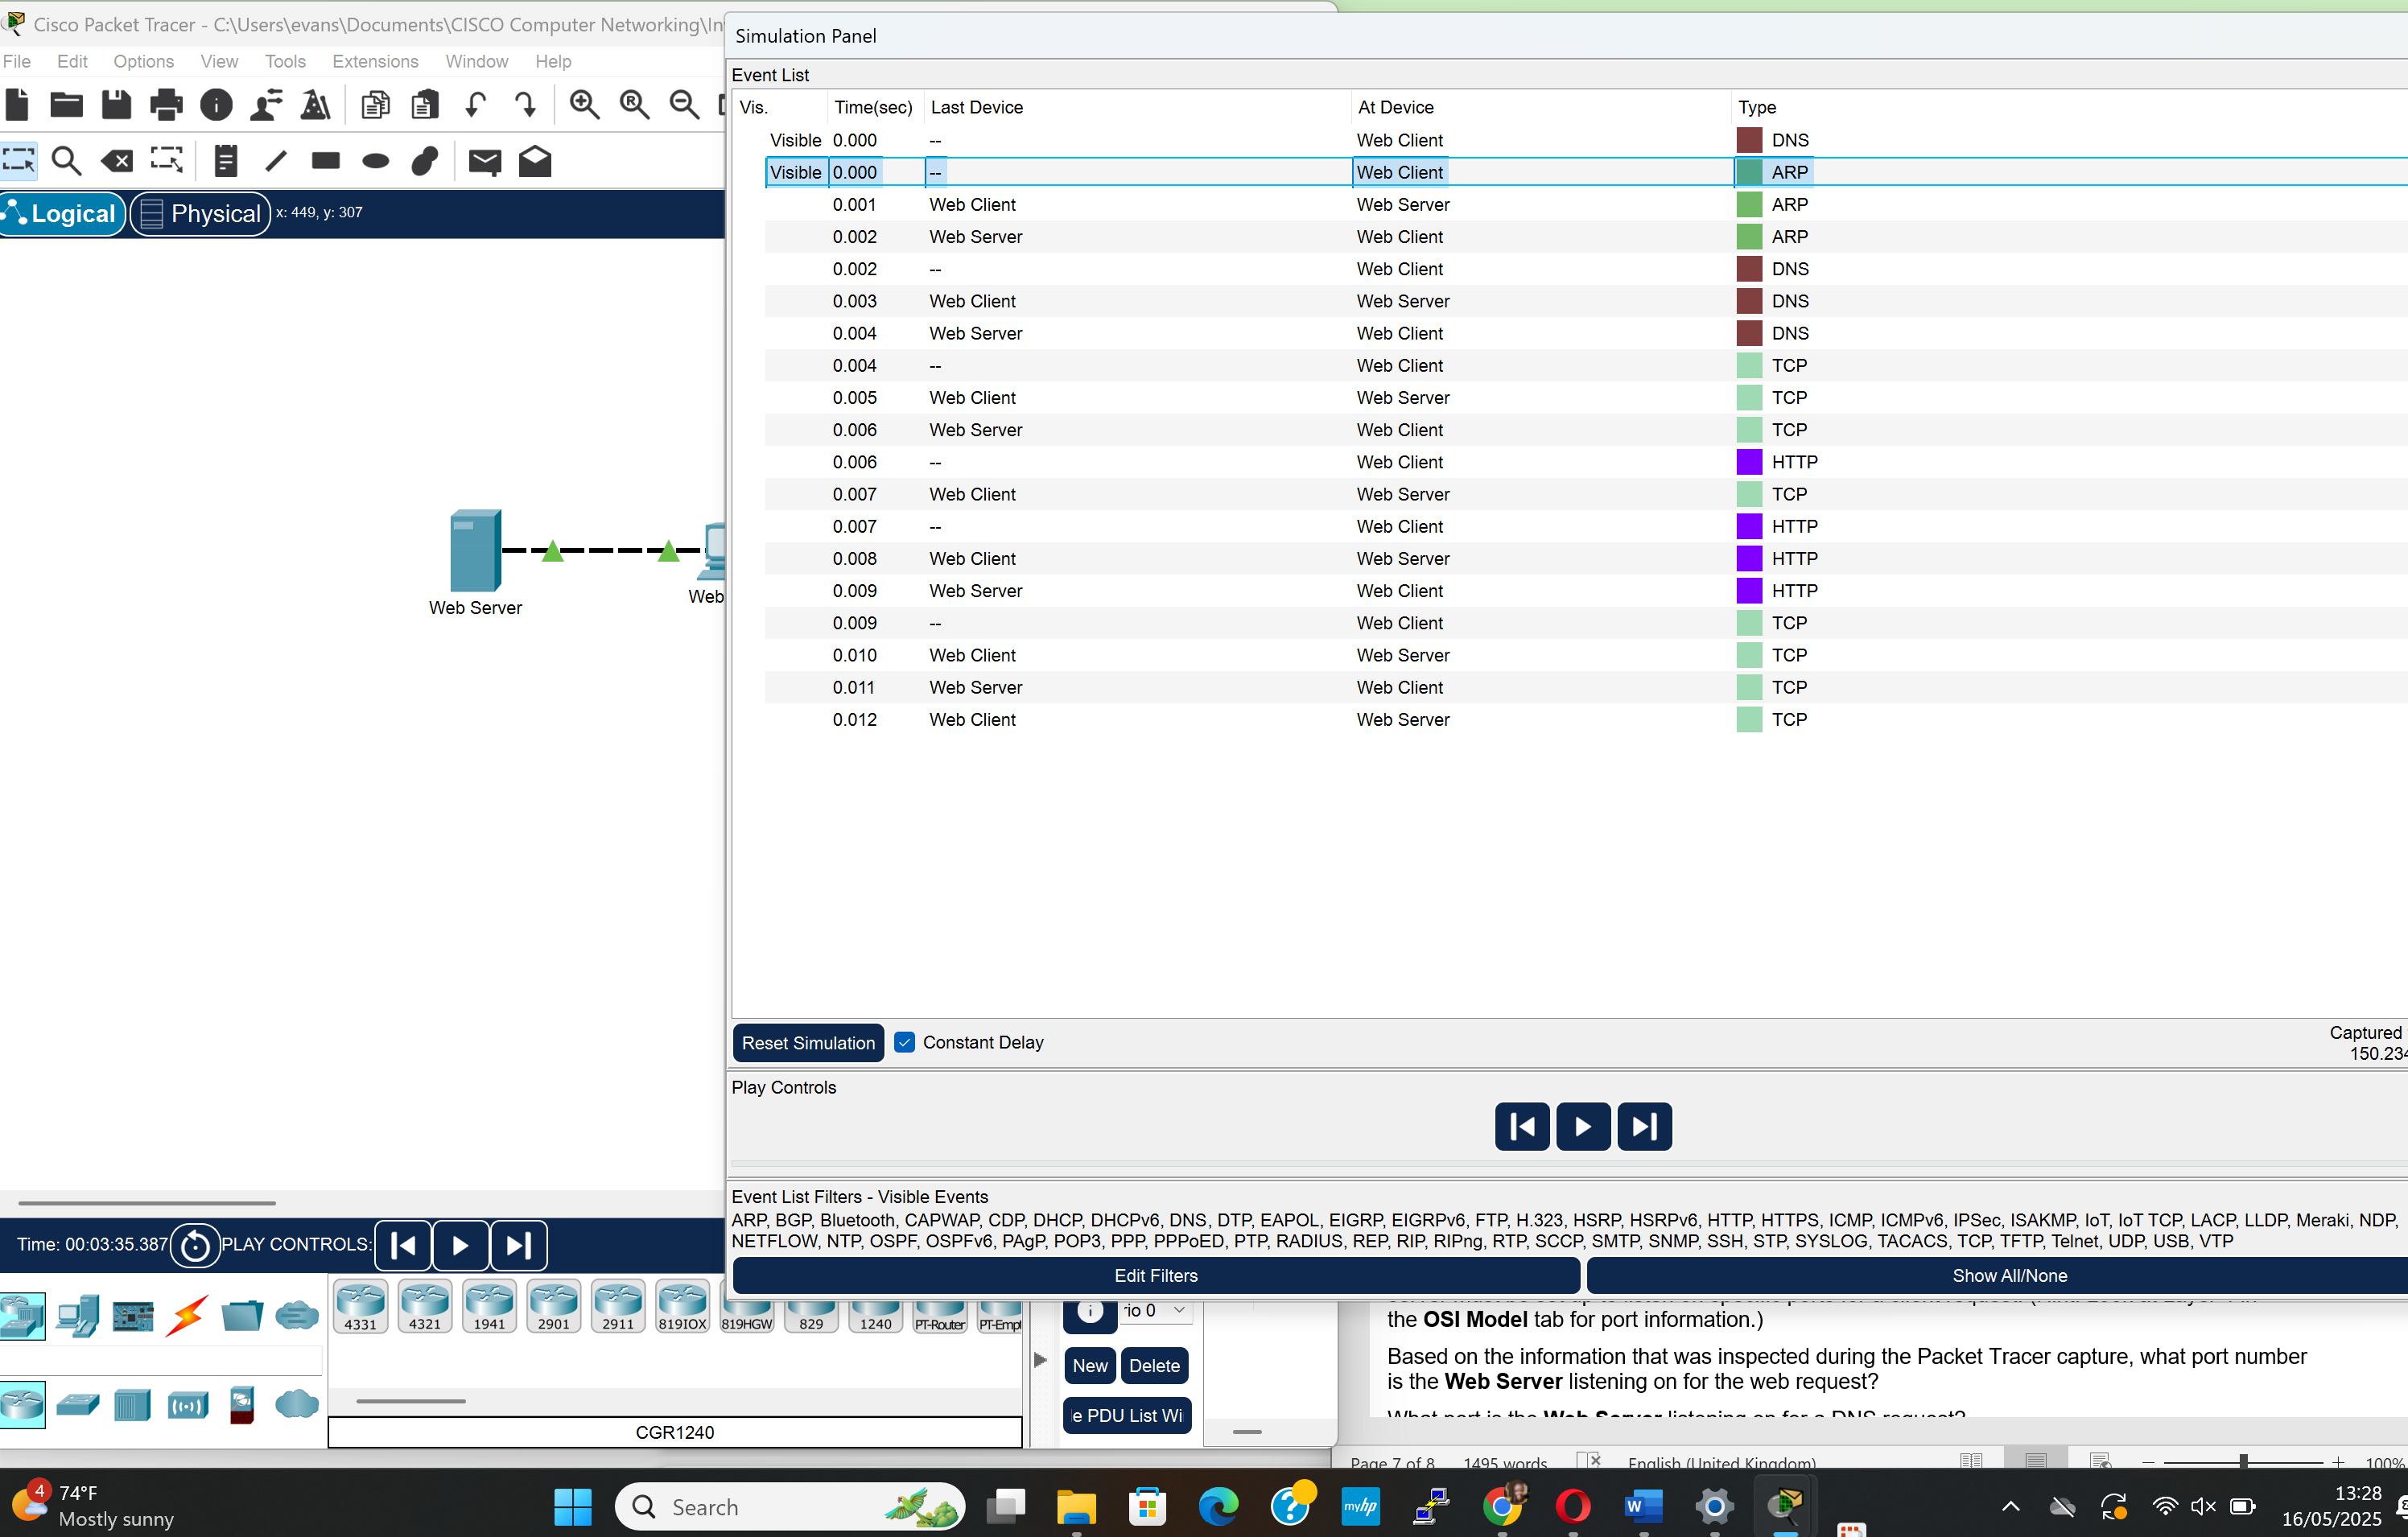 Cisco Packet Tracer - C:\Users\evans\Documents\CISCO Computer Networking\In
File Edit Options View Tools Extensions Window Help
Logical Physical x: 449, y: 307
Web Server
Web
Simulation Panel
Event List
Vis. Time(sec) Last Device At Device Type
Visible 0.000 -- Web Client DNS
Visible 0.000 -- Web Client ARP
0.001 Web Client Web Server ARP
0.002 Web Server Web Client ARP
0.002 -- Web Client DNS
0.003 Web Client Web Server DNS
0.004 Web Server Web Client DNS
0.004 -- Web Client TCP
0.005 Web Client Web Server TCP
0.006 Web Server Web Client TCP
0.006 -- Web Client HTTP
0.007 Web Client Web Server TCP
0.007 -- Web Client HTTP
0.008 Web Client Web Server HTTP
0.009 Web Server Web Client HTTP
0.009 -- Web Client TCP
0.010 Web Client Web Server TCP
0.011 Web Server Web Client TCP
0.012 Web Client Web Server TCP
Reset Simulation Constant Delay
Captured
150.234
Play Controls
Event List Filters - Visible Events
ARP, BGP, Bluetooth, CAPWAP, CDP, DHCP, DHCPv6, DNS, DTP, EAPOL, EIGRP, EIGRPv6, FTP, H.323, HSRP, HSRPv6, HTTP, HTTPS, ICMP, ICMPv6, IPSec, ISAKMP, IoT, IoT TCP, LACP, LLDP, Meraki, NDP,
NETFLOW, NTP, OSPF, OSPFv6, PAgP, POP3, PPP, PPPoED, PTP, RADIUS, REP, RIP, RIPng, RTP, SCCP, SMTP, SNMP, SSH, STP, SYSLOG, TACACS, TCP, TFTP, Telnet, UDP, USB, VTP
Edit Filters Show All/None
Time: 00:03:35.387 PLAY CONTROLS:
4331 4321 1941 2901 2911 819IOX 819HGW 829 1240 PT-Router PT-Empt
CGR1240
rio 0
New Delete
le PDU List Wi
the OSI Model tab for port information.)
Based on the information that was inspected during the Packet Tracer capture, what port number
is the Web Server listening on for the web request?
What port is the Web Server listening on for a DNS request?
Page 7 of 8 1495 words English (United Kingdom) 100%
4 74°F
Mostly sunny
Search
myhp
W
13:28
16/05/2025